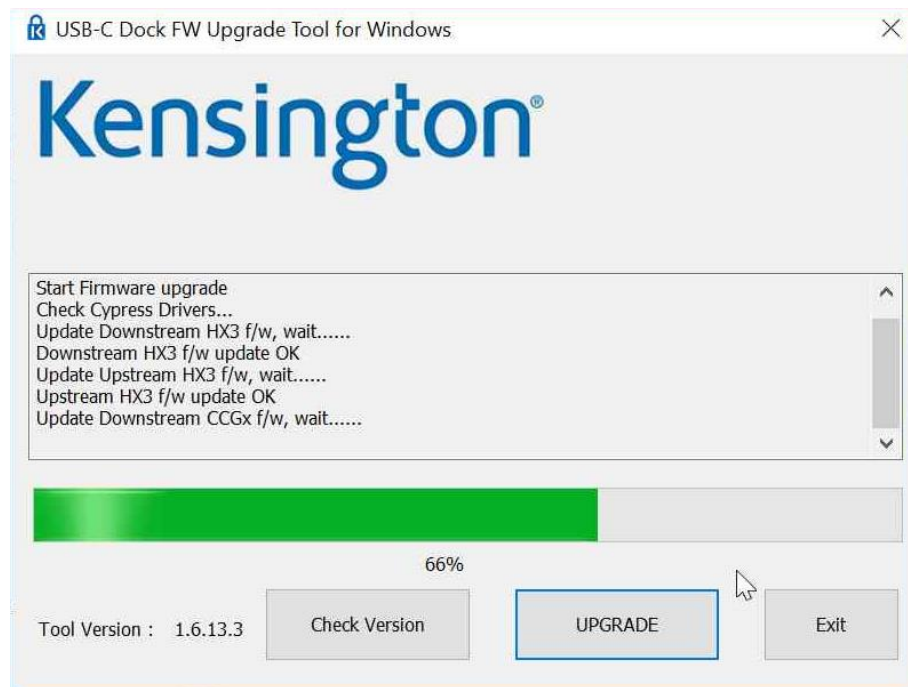 USB-C Dock FW Upgrade Tool for Windows
Kensington®
Start Firmware upgrade
Check Cypress Drivers...
Update Downstream HX3 f/w, wait......
Downstream HX3 f/w update OK
Update Upstream HX3 f/w, wait......
Upstream HX3 f/w update OK
Update Downstream CCGx f/w, wait......
66%
Tool Version : 1.6.13.3
Check Version
UPGRADE
Exit